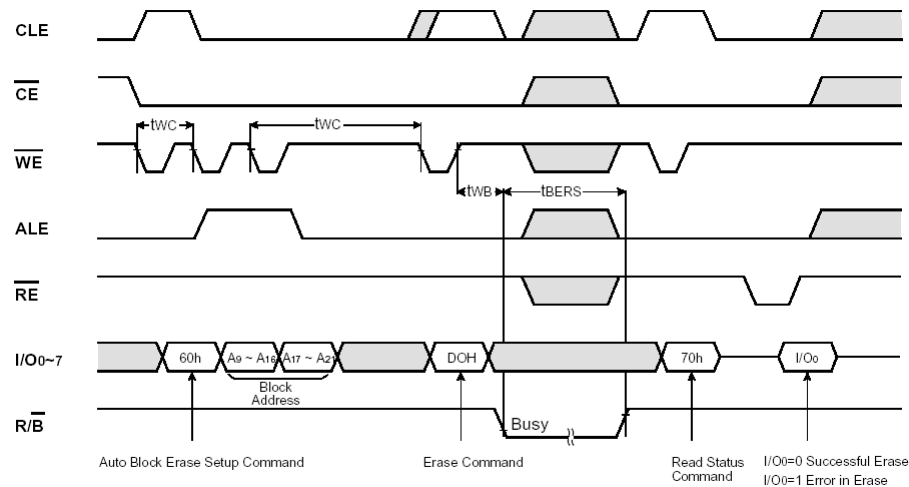 CLE
CE
tWC tWC
WE
tWB tBERS
ALE
RE
I/O0~7 60h A9 ~ A16 A17 ~ A21 DOH 70h I/O0
Block
Address
R/B Busy
Auto Block Erase Setup Command Erase Command Read Status
Command I/O0=0 Successful Erase
I/O0=1 Error in Erase